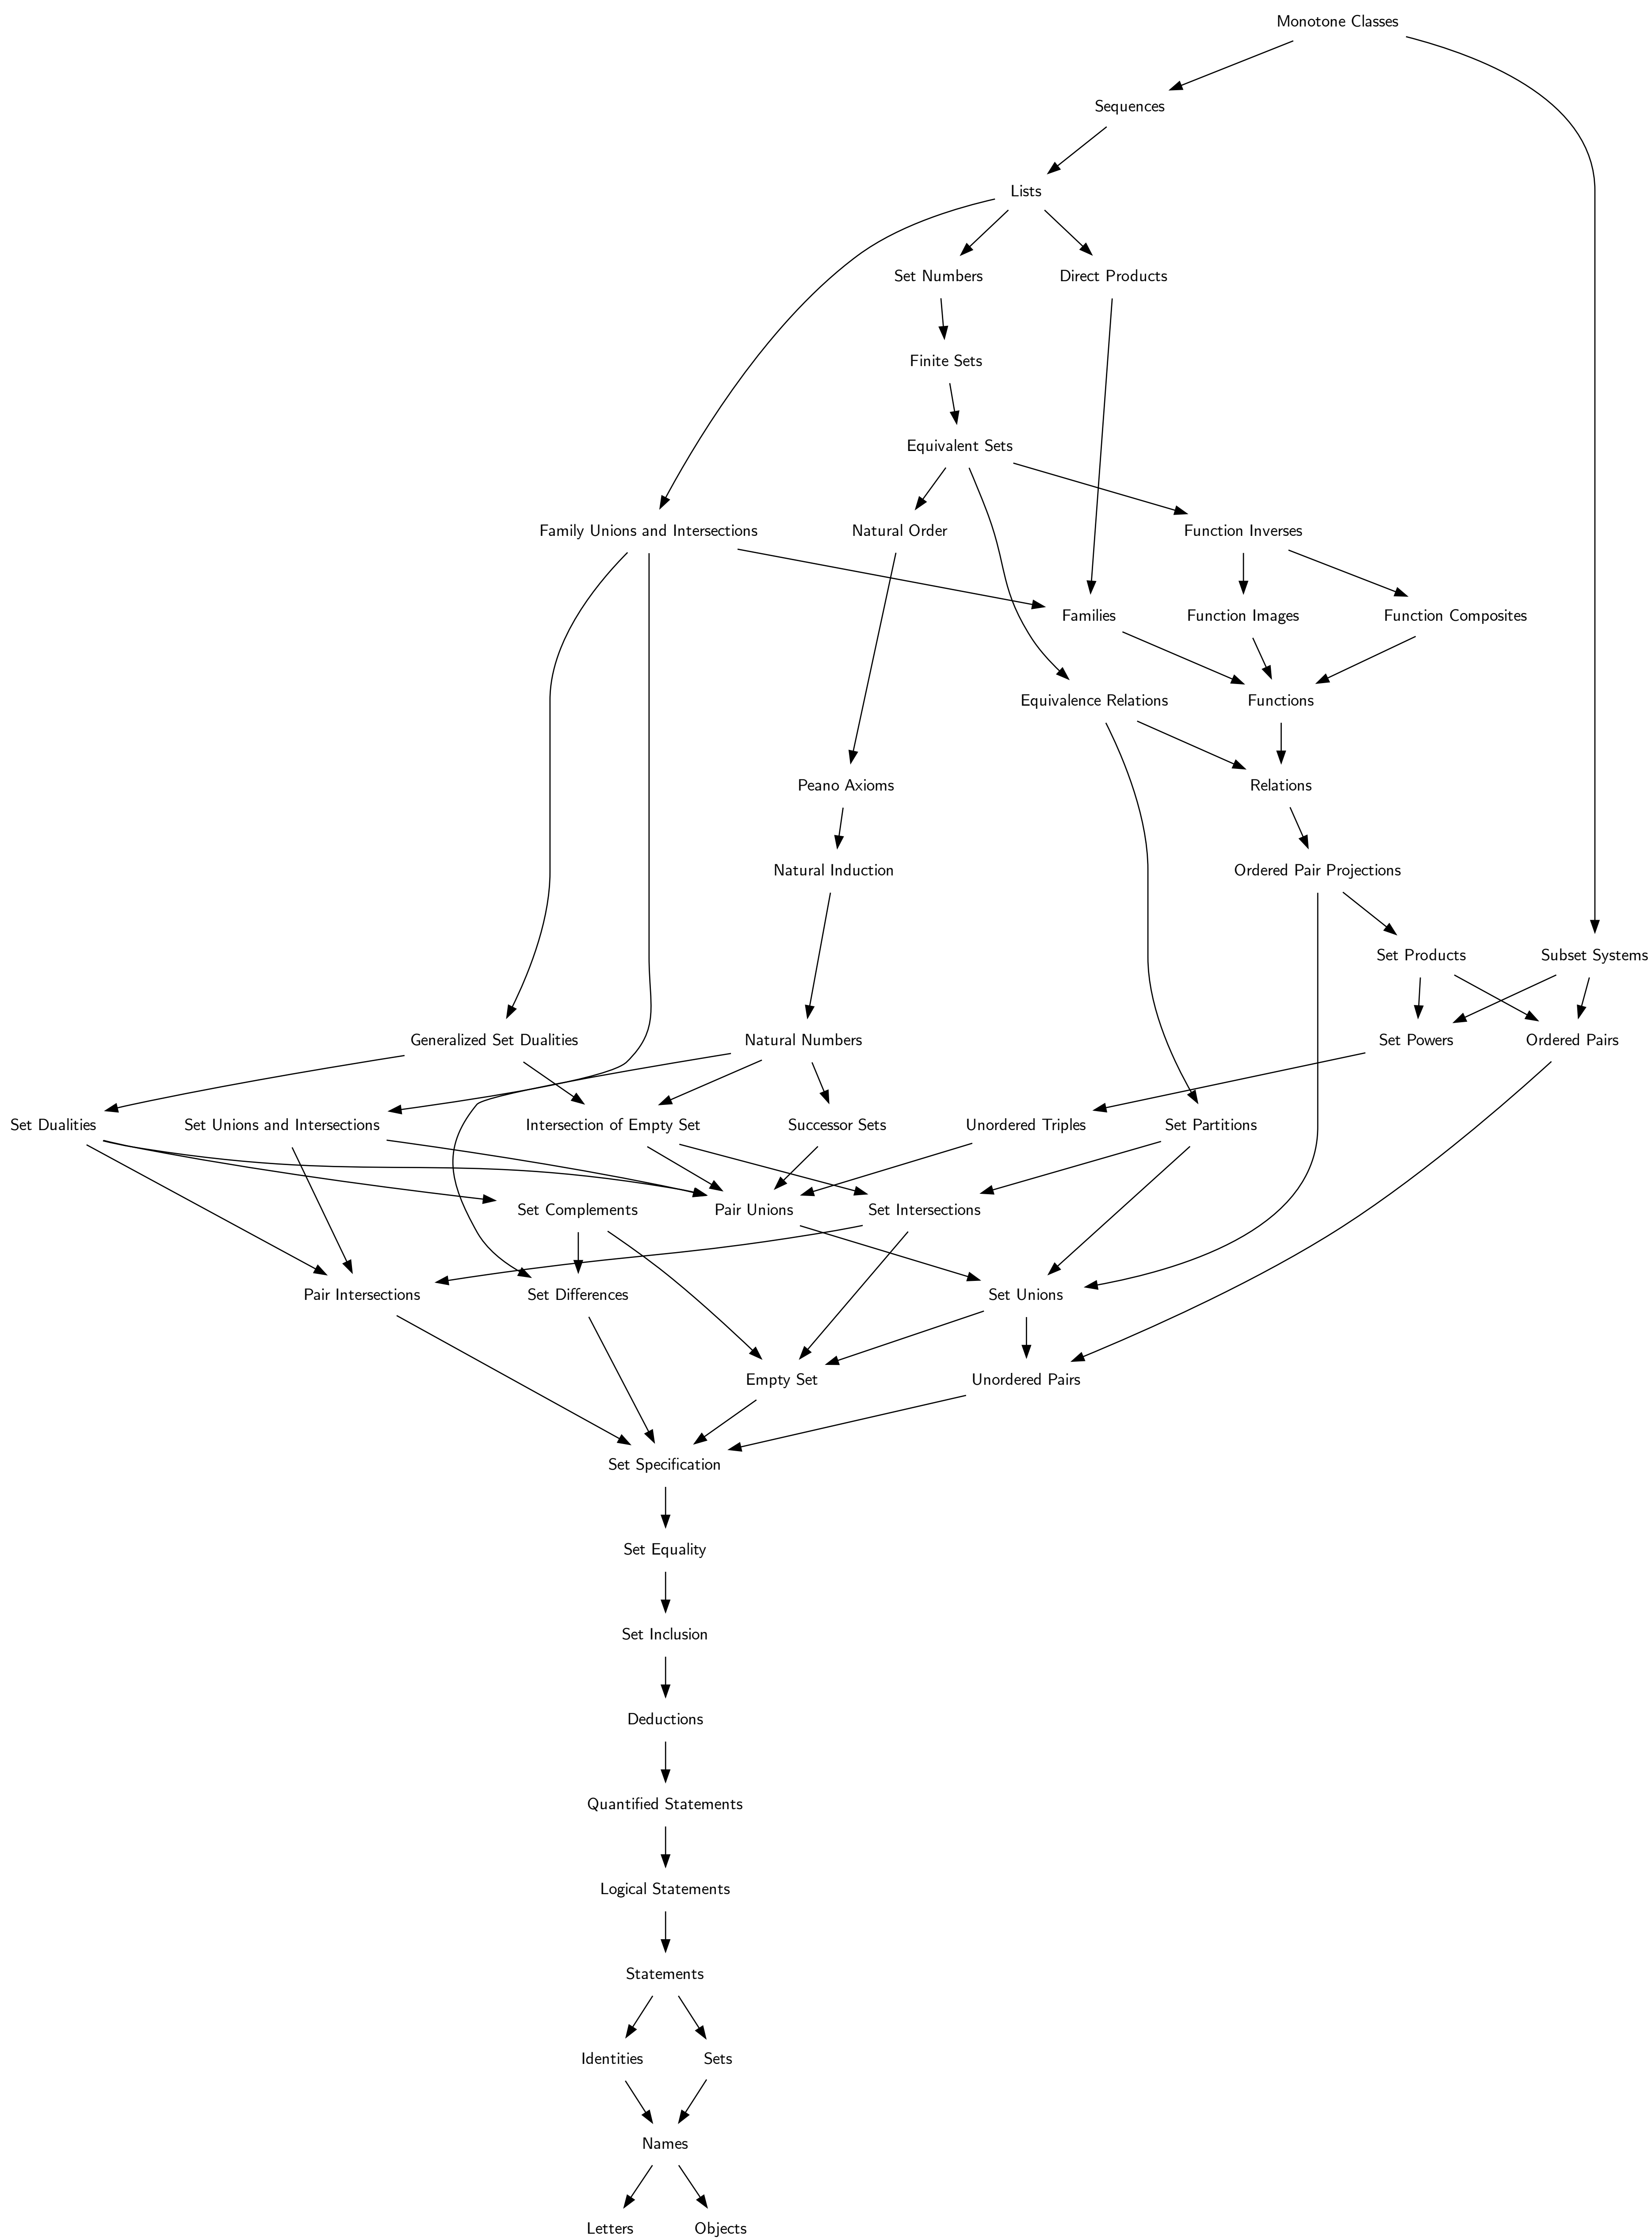 Monotone Classes
Sequences
Lists
Set Numbers
Direct Products
Finite Sets
Equivalent Sets
Family Unions and Intersections
Natural Order
Function Inverses
Families
Function Images
Function Composites
Equivalence Relations
Functions
Peano Axioms
Relations
Natural Induction
Ordered Pair Projections
Set Products
Subset Systems
Generalized Set Dualities
Natural Numbers
Set Powers
Ordered Pairs
Set Dualities
Set Unions and Intersections
Intersection of Empty Set
Successor Sets
Unordered Triples
Set Partitions
Set Complements
Pair Unions
Set Intersections
Pair Intersections
Set Differences
Set Unions
Empty Set
Unordered Pairs
Set Specification
Set Equality
Set Inclusion
Deductions
Quantified Statements
Logical Statements
Statements
Identities
Sets
Names
Letters
Objects